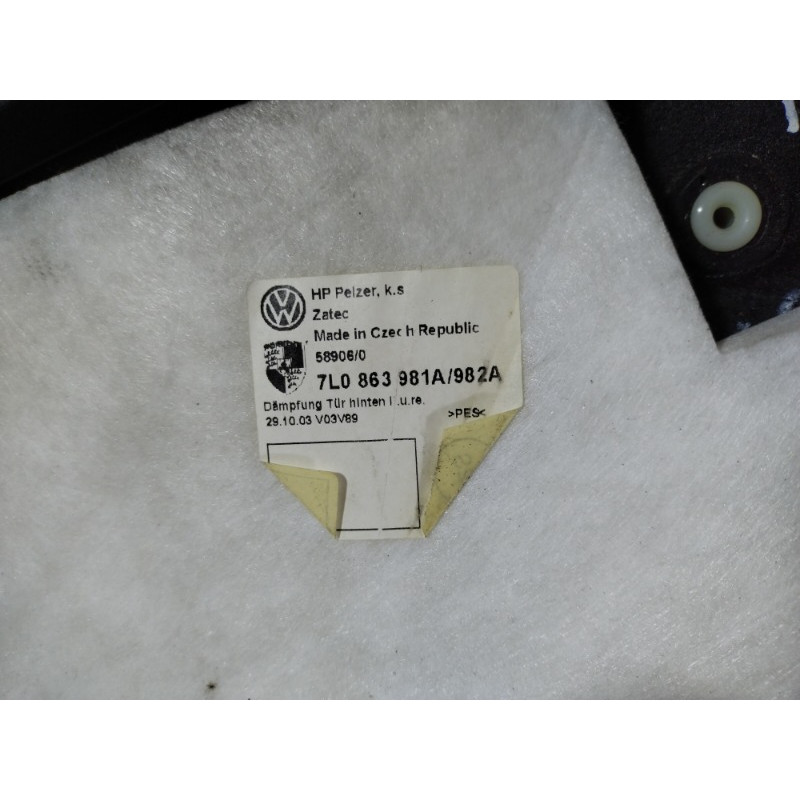 HP Pelzer, k.s
Zatec
Made in Czech Republic
58906/0
7L0 863 981A/982A
Dämpfung Tür hinten l.u.re.
29.10.03 V03V89 >PES<